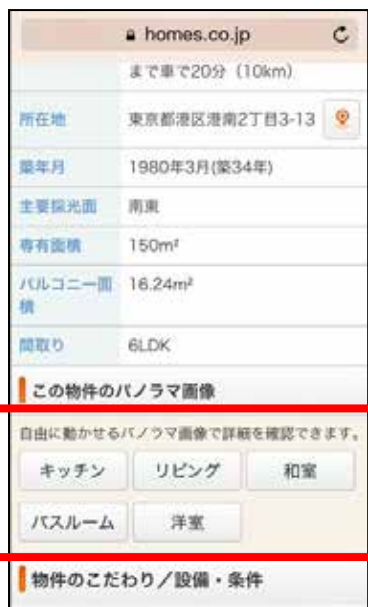 homes.co.jp
まで車で20分（10km）
所在地 東京都港区港南2丁目3-13
築年月 1980年3月(築34年)
主要採光面 南東
専有面積 150m²
バルコニー面積 16.24m²
間取り 6LDK
この物件のパノラマ画像
自由に動かせるパノラマ画像で詳細を確認できます。
キッチン リビング 和室
バスルーム 洋室
物件のこだわり／設備・条件